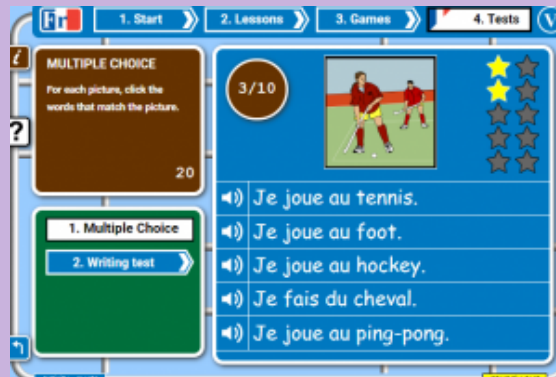 Fr
1. Start
2. Lessons
3. Games
4. Tests
V
i
MULTIPLE CHOICE
For each picture, click the
words that match the picture.
20
?
1. Multiple Choice
2. Writing test
3/10
Je joue au tennis.
Je joue au foot.
Je joue au hockey.
Je fais du cheval.
Je joue au ping-pong.